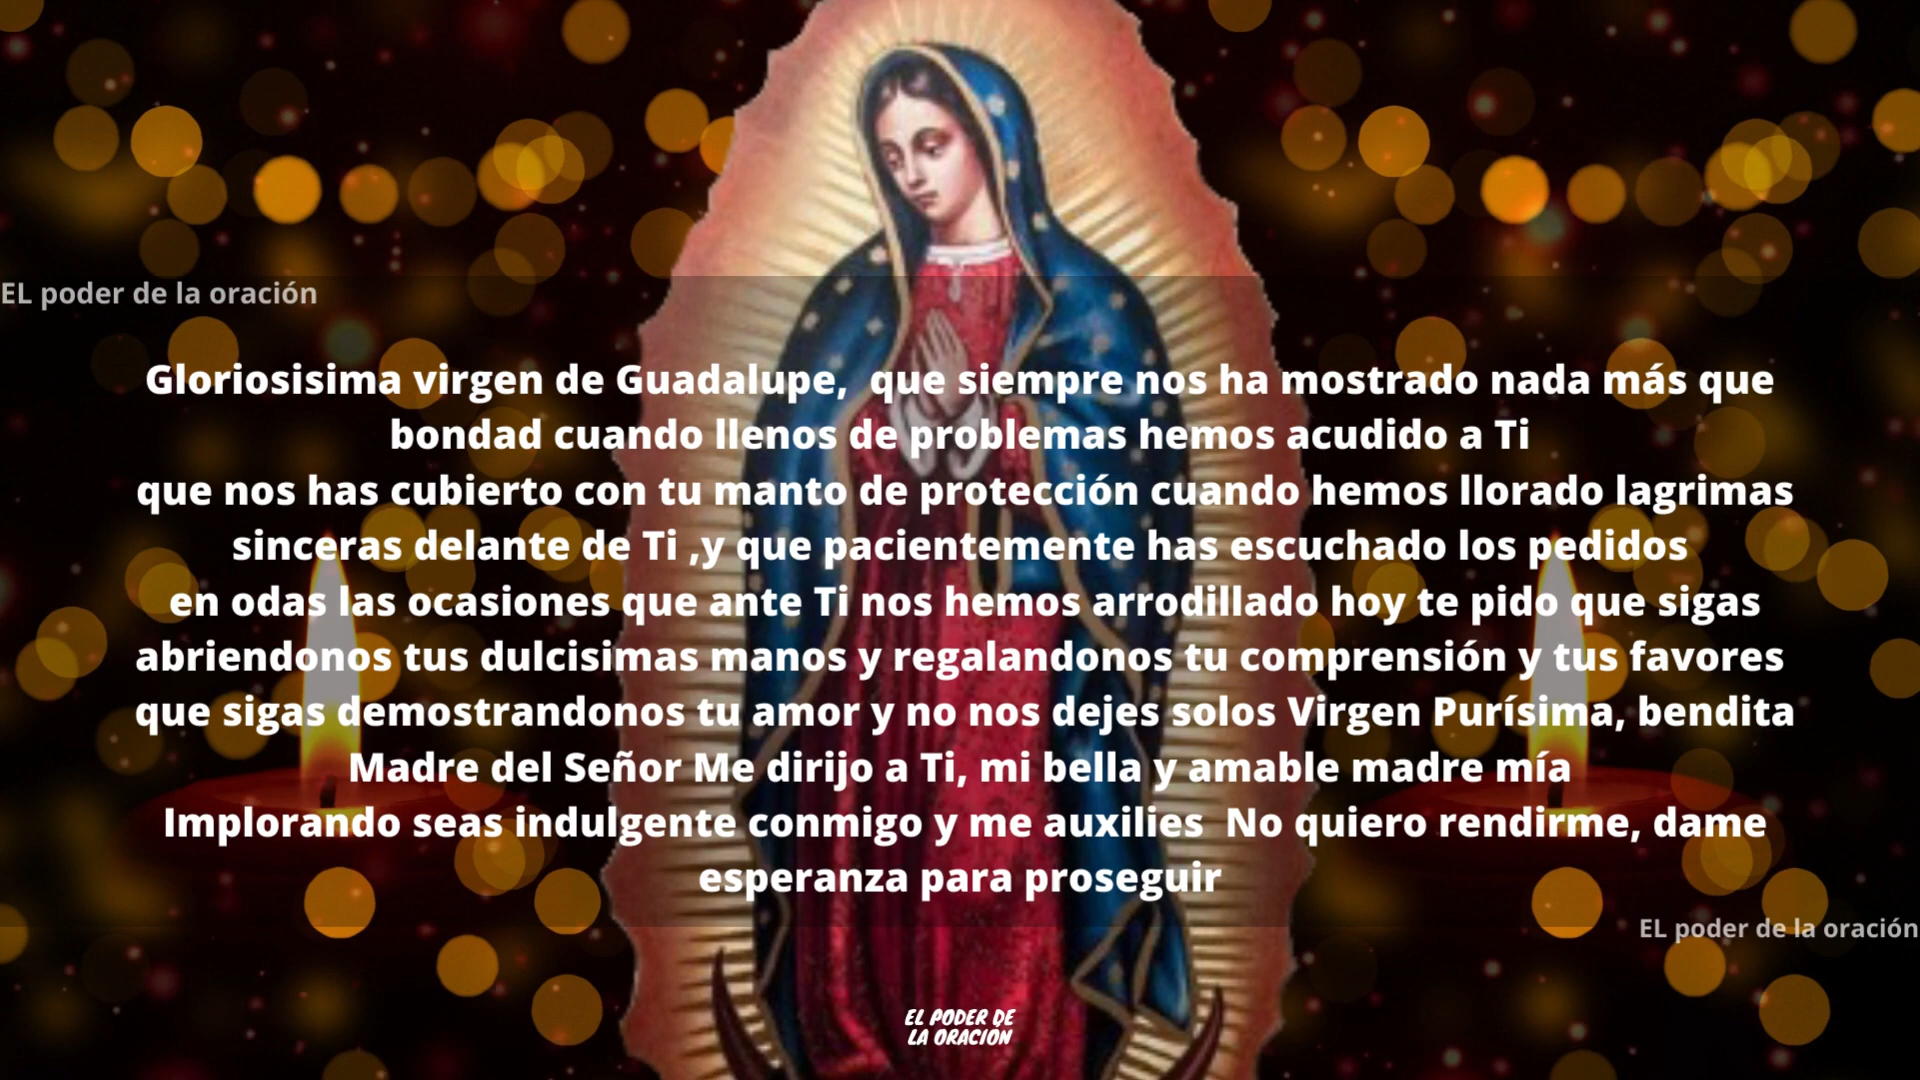 EL poder de la oración
Gloriosisima virgen de Guadalupe,  que siempre nos ha mostrado nada más que
bondad cuando llenos de problemas hemos acudido a Ti
que nos has cubierto con tu manto de protección cuando hemos llorado lagrimas
sinceras delante de Ti ,y que pacientemente has escuchado los pedidos
en odas las ocasiones que ante Ti nos hemos arrodillado hoy te pido que sigas
abriendonos tus dulcisimas manos y regalandonos tu comprensión y tus favores
que sigas demostrandonos tu amor y no nos dejes solos Virgen Purísima, bendita
Madre del Señor Me dirijo a Ti, mi bella y amable madre mía
Implorando seas indulgente conmigo y me auxilies  No quiero rendirme, dame
esperanza para proseguir
EL poder de la oración
EL PODER DE
LA ORACIÓN